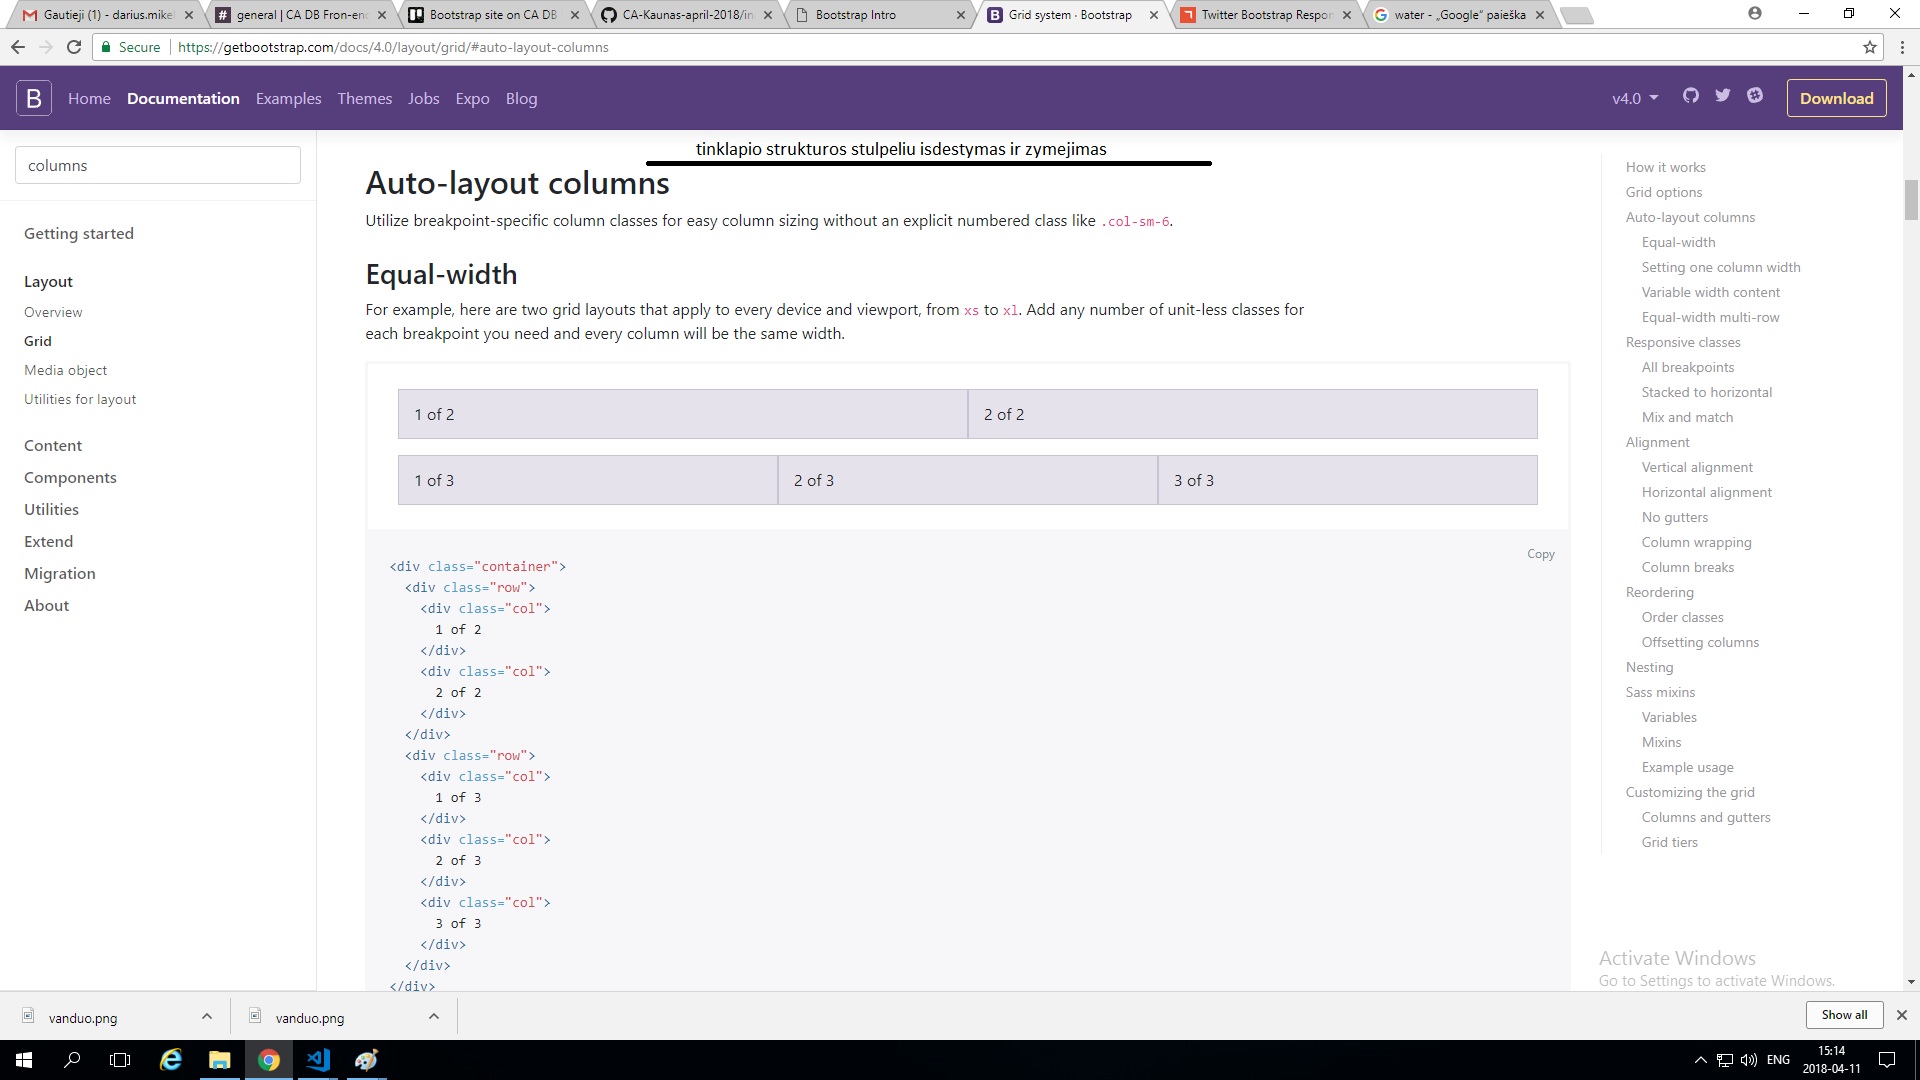 Gautieji (1) - darius.mike
general | CA DB Fron-en
Bootstrap site on CA DB
CA-Kaunas-april-2018/in
Bootstrap Intro
Grid system · Bootstrap
Twitter Bootstrap Respon
water - „Google“ paieška
Secure
https://getbootstrap.com/docs/4.0/layout/grid/#auto-layout-columns
B
Home
Documentation
Examples
Themes
Jobs
Expo
Blog
v4.0
Download
columns
Getting started
Layout
Overview
Grid
Media object
Utilities for layout
Content
Components
Utilities
Extend
Migration
About
tinklapio strukturos stulpeliu isdestymas ir zymejimas
Auto-layout columns
Utilize breakpoint-specific column classes for easy column sizing without an explicit numbered class like .col-sm-6.
Equal-width
For example, here are two grid layouts that apply to every device and viewport, from xs to xl. Add any number of unit-less classes for
each breakpoint you need and every column will be the same width.
1 of 2
2 of 2
1 of 3
2 of 3
3 of 3
Copy
<div class="container">
<div class="row">
<div class="col">
1 of 2
</div>
<div class="col">
2 of 2
</div>
</div>
<div class="row">
<div class="col">
1 of 3
</div>
<div class="col">
2 of 3
</div>
<div class="col">
3 of 3
</div>
</div>
</div>
How it works
Grid options
Auto-layout columns
Equal-width
Setting one column width
Variable width content
Equal-width multi-row
Responsive classes
All breakpoints
Stacked to horizontal
Mix and match
Alignment
Vertical alignment
Horizontal alignment
No gutters
Column wrapping
Column breaks
Reordering
Order classes
Offsetting columns
Nesting
Sass mixins
Variables
Mixins
Example usage
Customizing the grid
Columns and gutters
Grid tiers
Activate Windows
Go to Settings to activate Windows.
vanduo.png
vanduo.png
Show all
ENG
15:14
2018-04-11